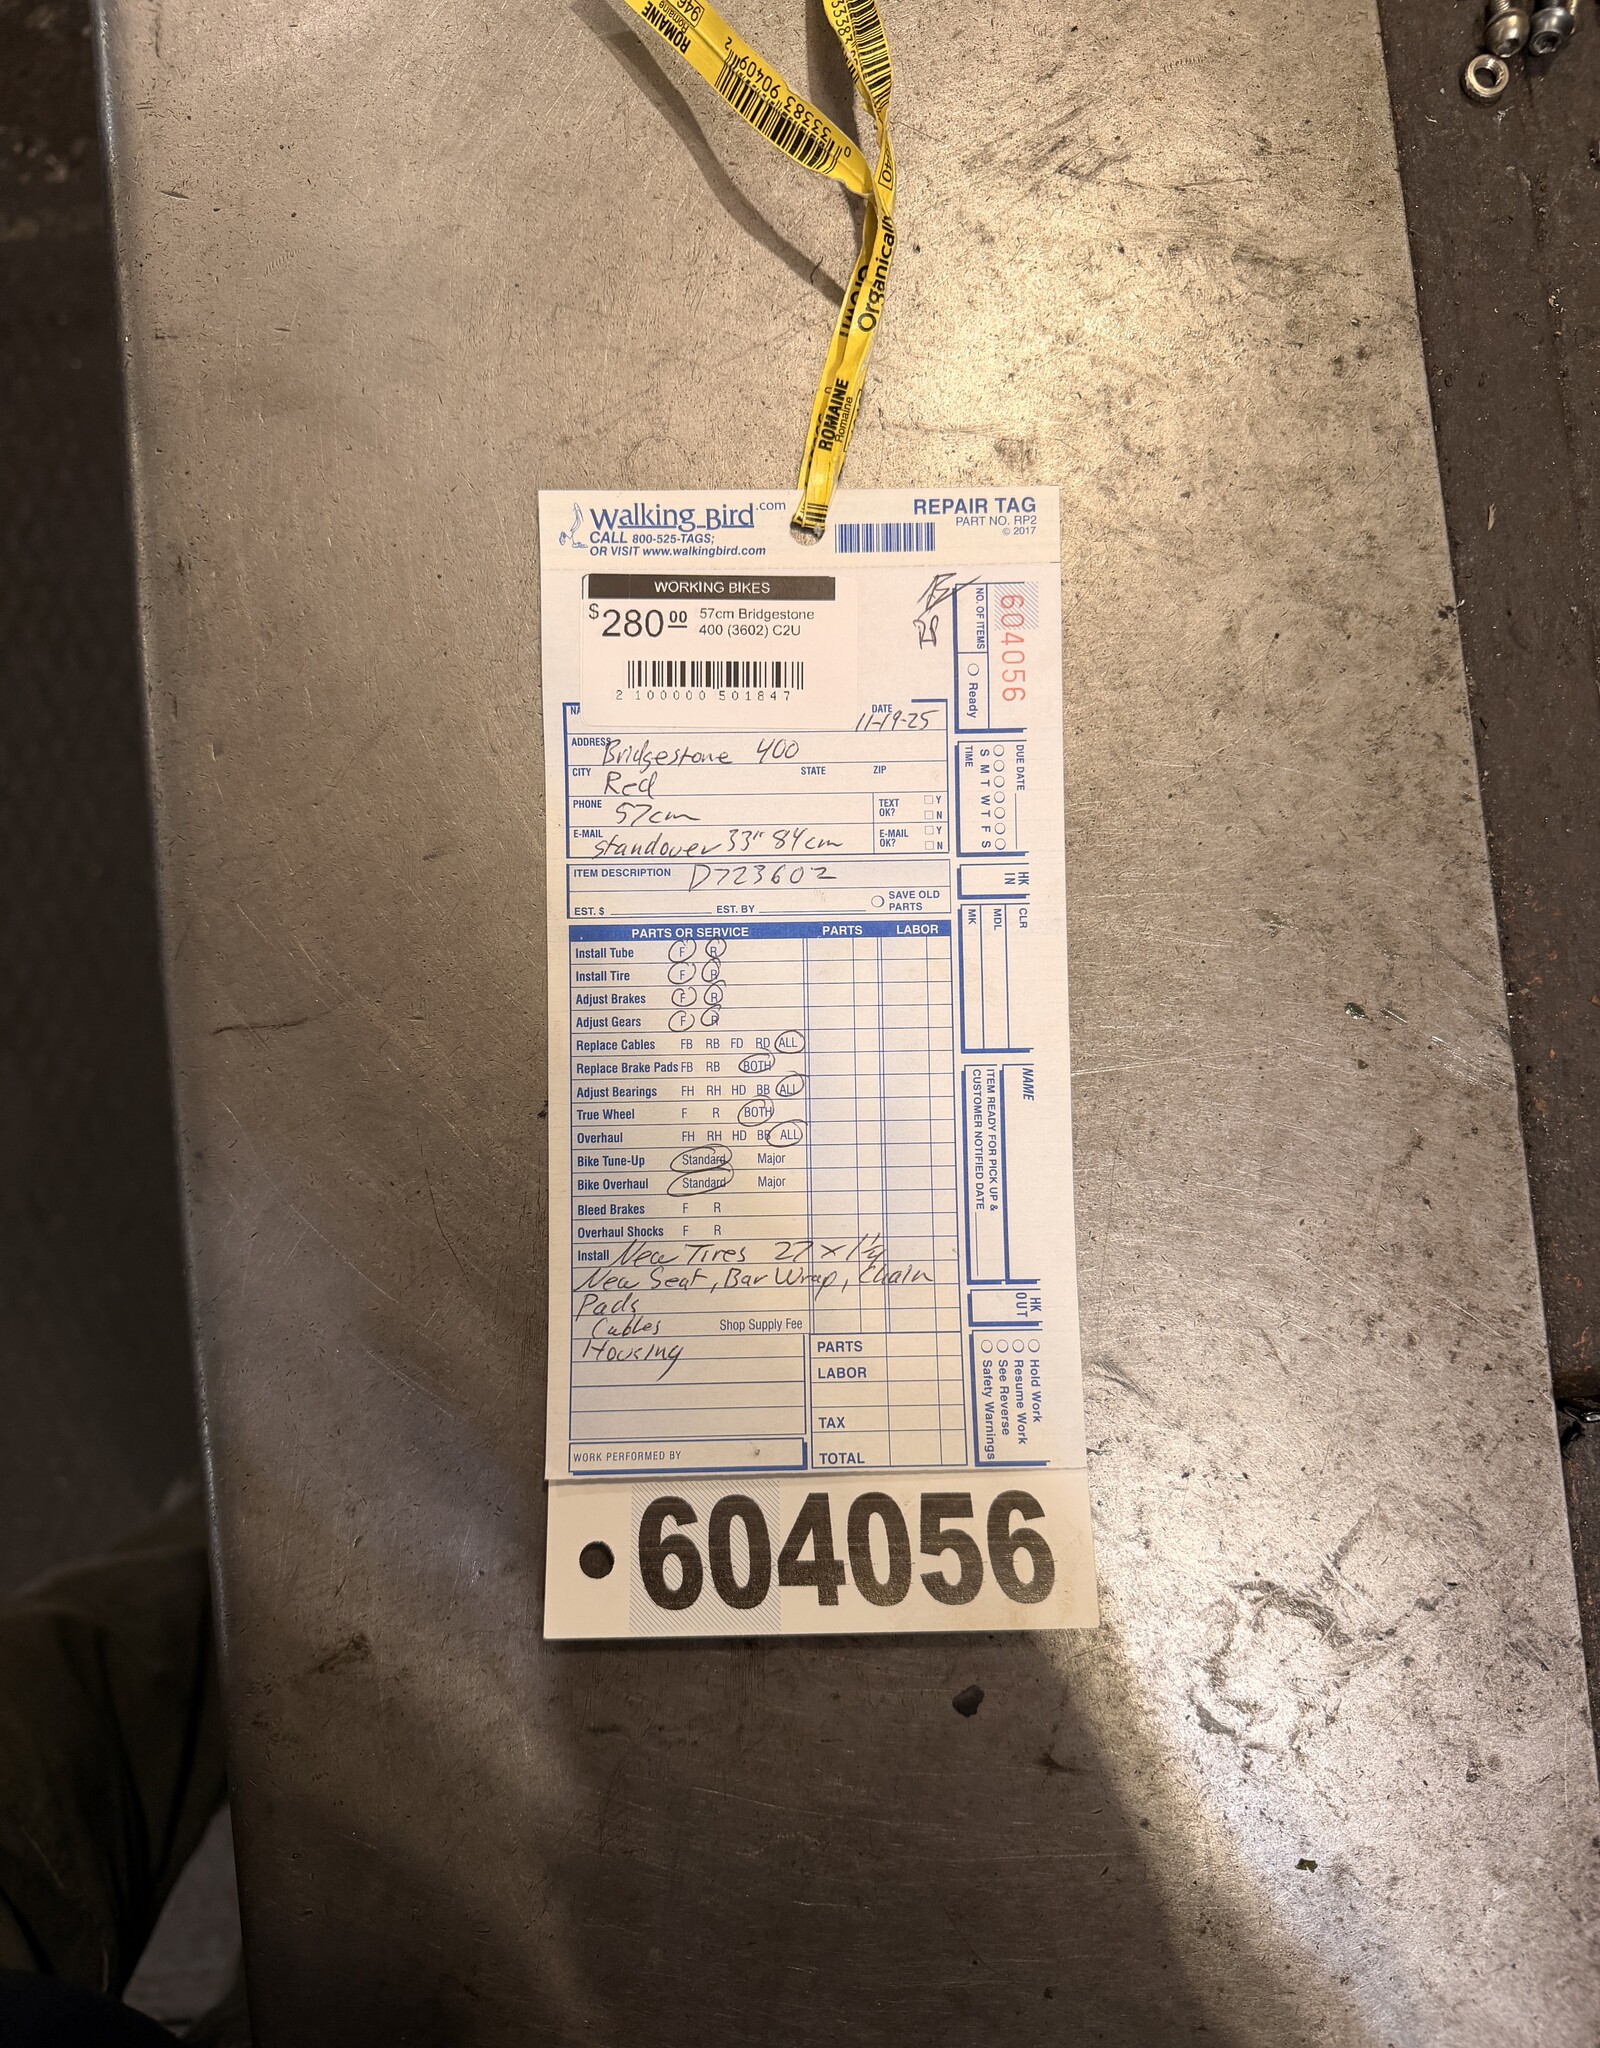 ROMAINE
Romaine
0 33383 90409 2
Organicall
ROMAINE
Romaine
Walking Bird.com
CALL 800-525-TAGS;
OR VISIT www.walkingbird.com
REPAIR TAG
PART NO. RP2
© 2017
WORKING BIKES
$280.00
57cm Bridgestone
400 (3602) C2U
2 100000 501847
NO. OF ITEMS
604056
Ready
DATE 11-19-25
ADDRESS Bridgestone 400
CITY Red STATE ZIP
PHONE 57cm TEXT OK? Y N
E-MAIL standover 33" 84cm E-MAIL OK? Y N
ITEM DESCRIPTION D723602
EST. $ EST. BY SAVE OLD PARTS
DUE DATE
S M T W T F S
TIME
HK IN
CLR
MDL
MK
NAME
ITEM READY FOR PICK UP &
CUSTOMER NOTIFIED DATE
HK OUT
Hold Work
Resume Work
See Reverse
Safety Warnings
PARTS OR SERVICE PARTS LABOR
Install Tube F R
Install Tire F R
Adjust Brakes F R
Adjust Gears F R
Replace Cables FB RB FD RD ALL
Replace Brake Pads FB RB BOTH
Adjust Bearings FH RH HD BB ALL
True Wheel F R BOTH
Overhaul FH RH HD BB ALL
Bike Tune-Up Standard Major
Bike Overhaul Standard Major
Bleed Brakes F R
Overhaul Shocks F R
Install New Tires 27 x 1 1/4
New Seat, Bar Wrap, Chain
Pads
Cables Shop Supply Fee
Housing
PARTS
LABOR
TAX
TOTAL
WORK PERFORMED BY
604056